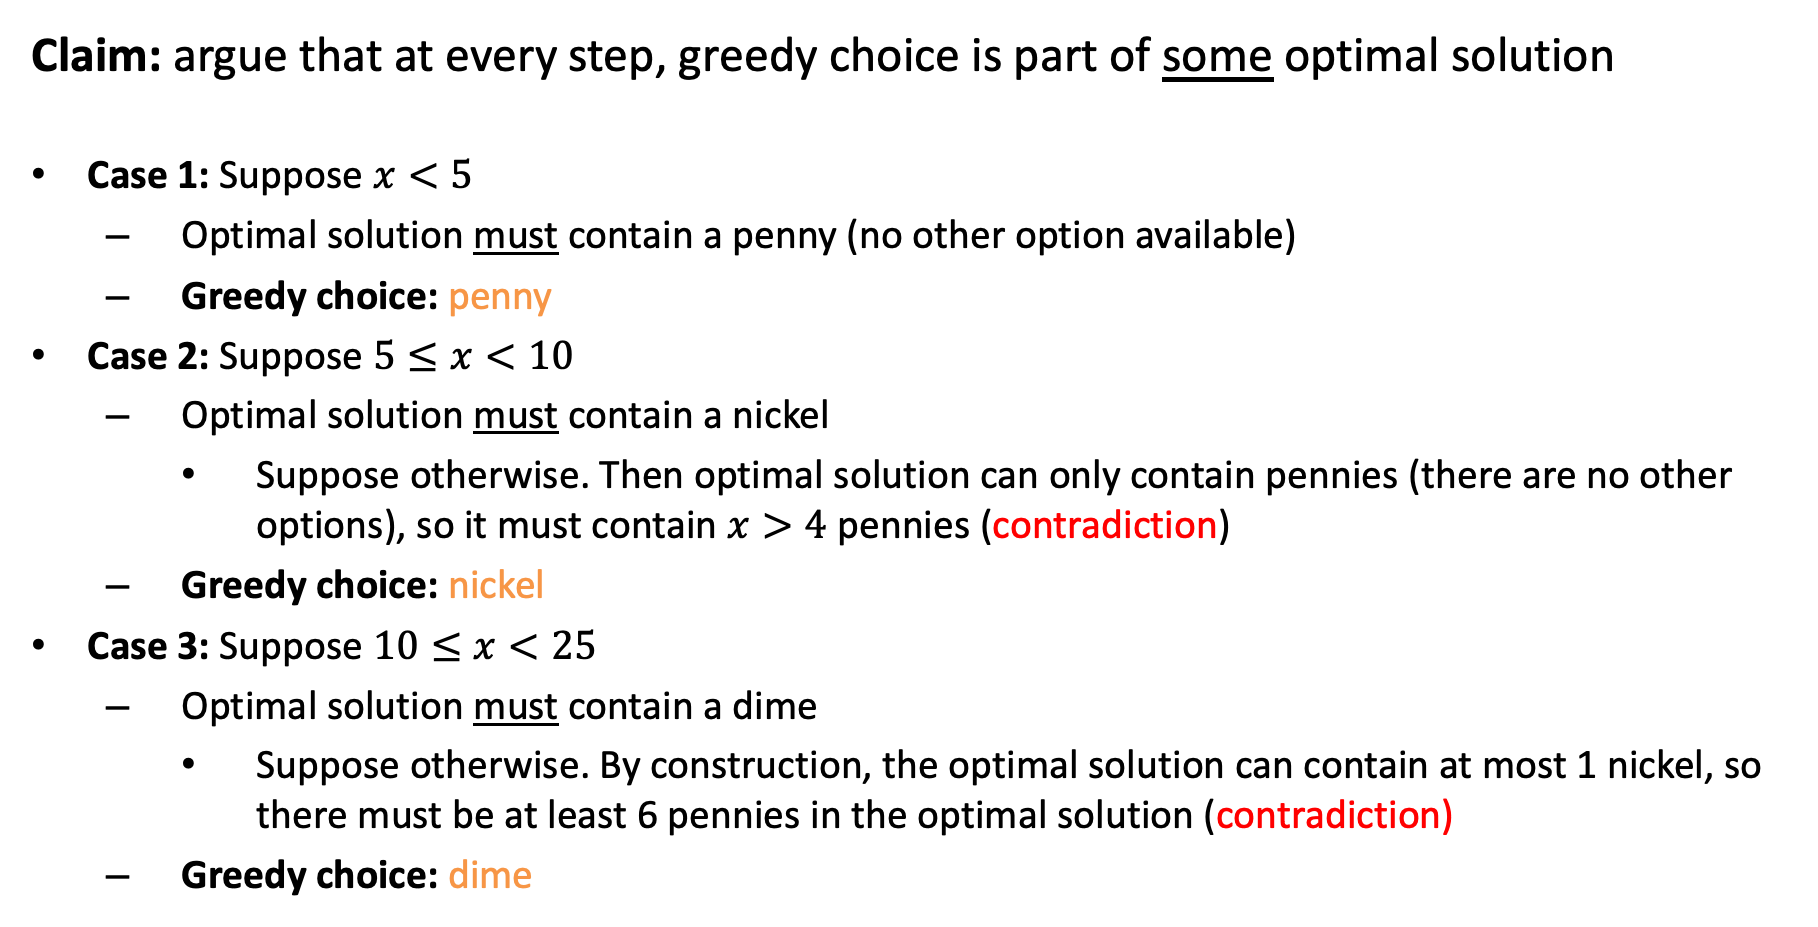 Claim: argue that at every step, greedy choice is part of some optimal solution
• Case 1: Suppose x < 5
– Optimal solution must contain a penny (no other option available)
– Greedy choice: penny
• Case 2: Suppose 5 ≤ x < 10
– Optimal solution must contain a nickel
• Suppose otherwise. Then optimal solution can only contain pennies (there are no other
options), so it must contain x > 4 pennies (contradiction)
– Greedy choice: nickel
• Case 3: Suppose 10 ≤ x < 25
– Optimal solution must contain a dime
• Suppose otherwise. By construction, the optimal solution can contain at most 1 nickel, so
there must be at least 6 pennies in the optimal solution (contradiction)
– Greedy choice: dime